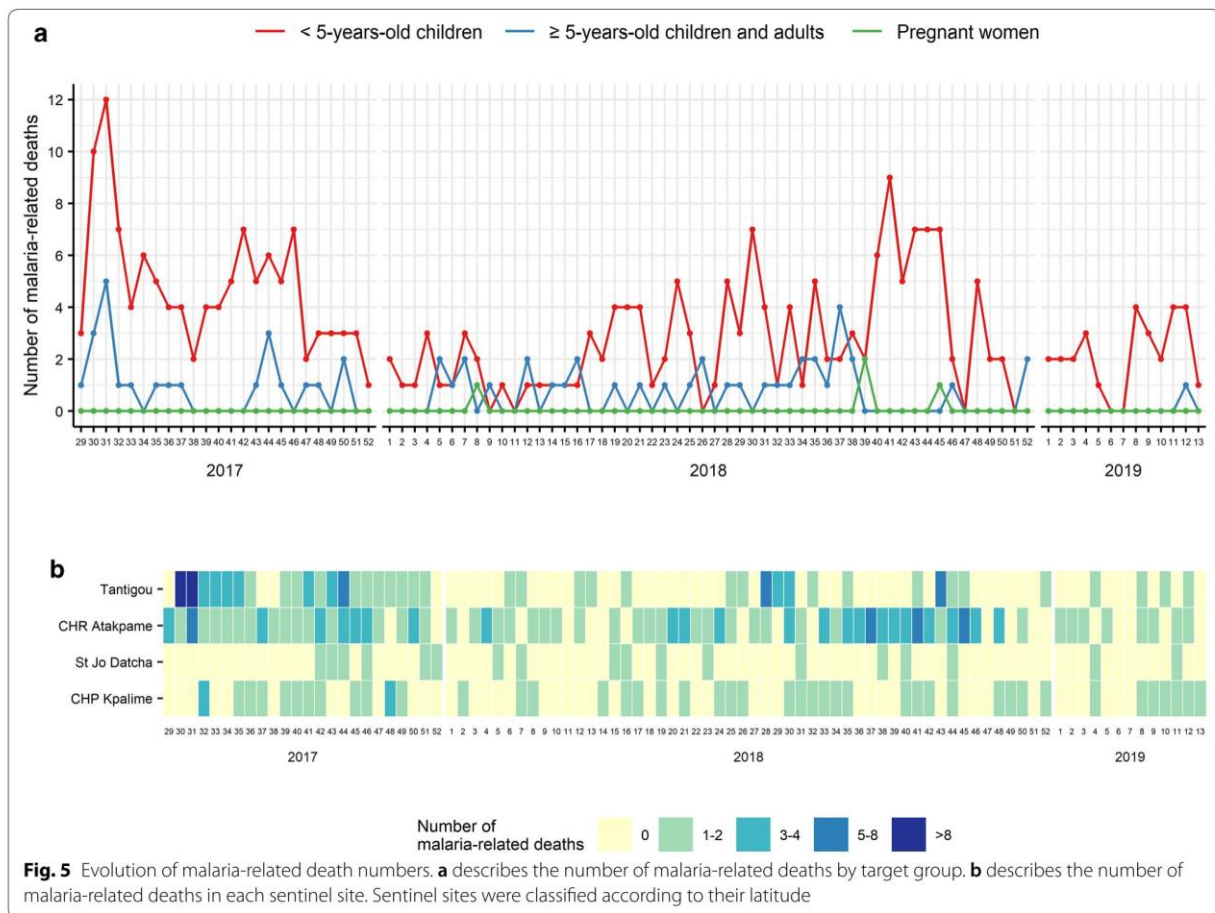 a
< 5-years-old children ≥ 5-years-old children and adults Pregnant women
Number of malaria-related deaths
12
10
8
6
4
2
0
29 30 31 32 33 34 35 36 37 38 39 40 41 42 43 44 45 46 47 48 49 50 51 52 1 2 3 4 5 6 7 8 9 10 11 12 13 14 15 16 17 18 19 20 21 22 23 24 25 26 27 28 29 30 31 32 33 34 35 36 37 38 39 40 41 42 43 44 45 46 47 48 49 50 51 52 1 2 3 4 5 6 7 8 9 10 11 12 13
2017 2018 2019
b
Tantigou
CHR Atakpame
St Jo Datcha
CHP Kpalime
29 30 31 32 33 34 35 36 37 38 39 40 41 42 43 44 45 46 47 48 49 50 51 52 1 2 3 4 5 6 7 8 9 10 11 12 13 14 15 16 17 18 19 20 21 22 23 24 25 26 27 28 29 30 31 32 33 34 35 36 37 38 39 40 41 42 43 44 45 46 47 48 49 50 51 52 1 2 3 4 5 6 7 8 9 10 11 12 13
2017 2018 2019
Number of
malaria-related deaths 0 1-2 3-4 5-8 >8
Fig. 5 Evolution of malaria-related death numbers. a describes the number of malaria-related deaths by target group. b describes the number of
malaria-related deaths in each sentinel site. Sentinel sites were classified according to their latitude